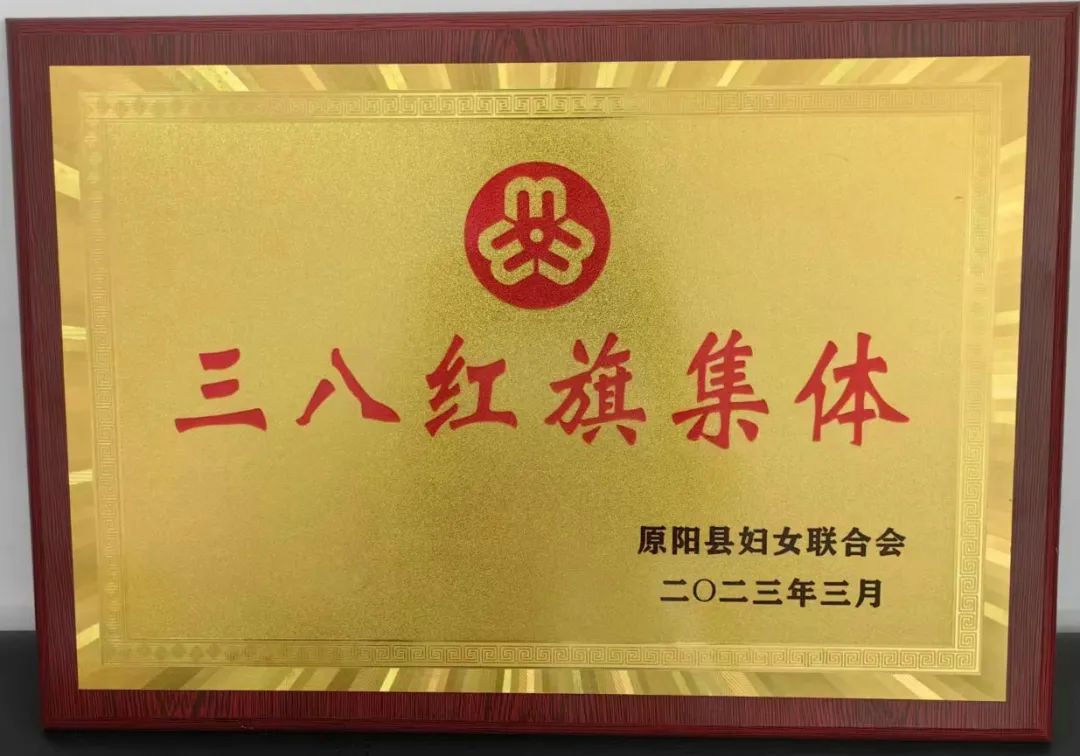 三八红旗集体
原阳县妇女联合会
二〇二三年三月